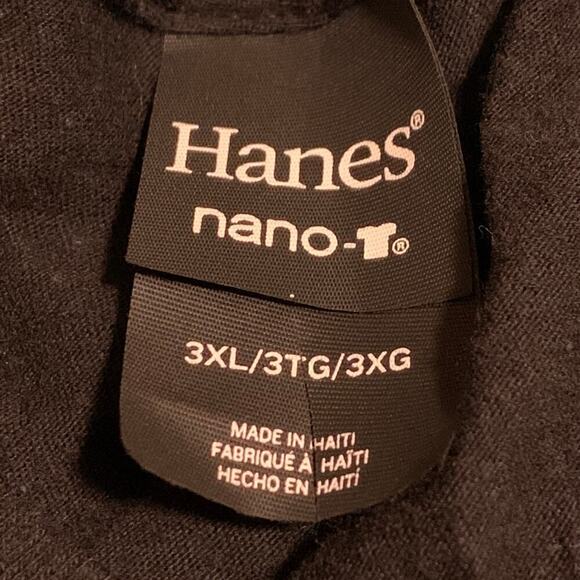 Hanes®
nano-T®
3XL/3TG/3XG
MADE IN HAITI
FABRIQUÉ À HAÏTI
HECHO EN HAITÍ